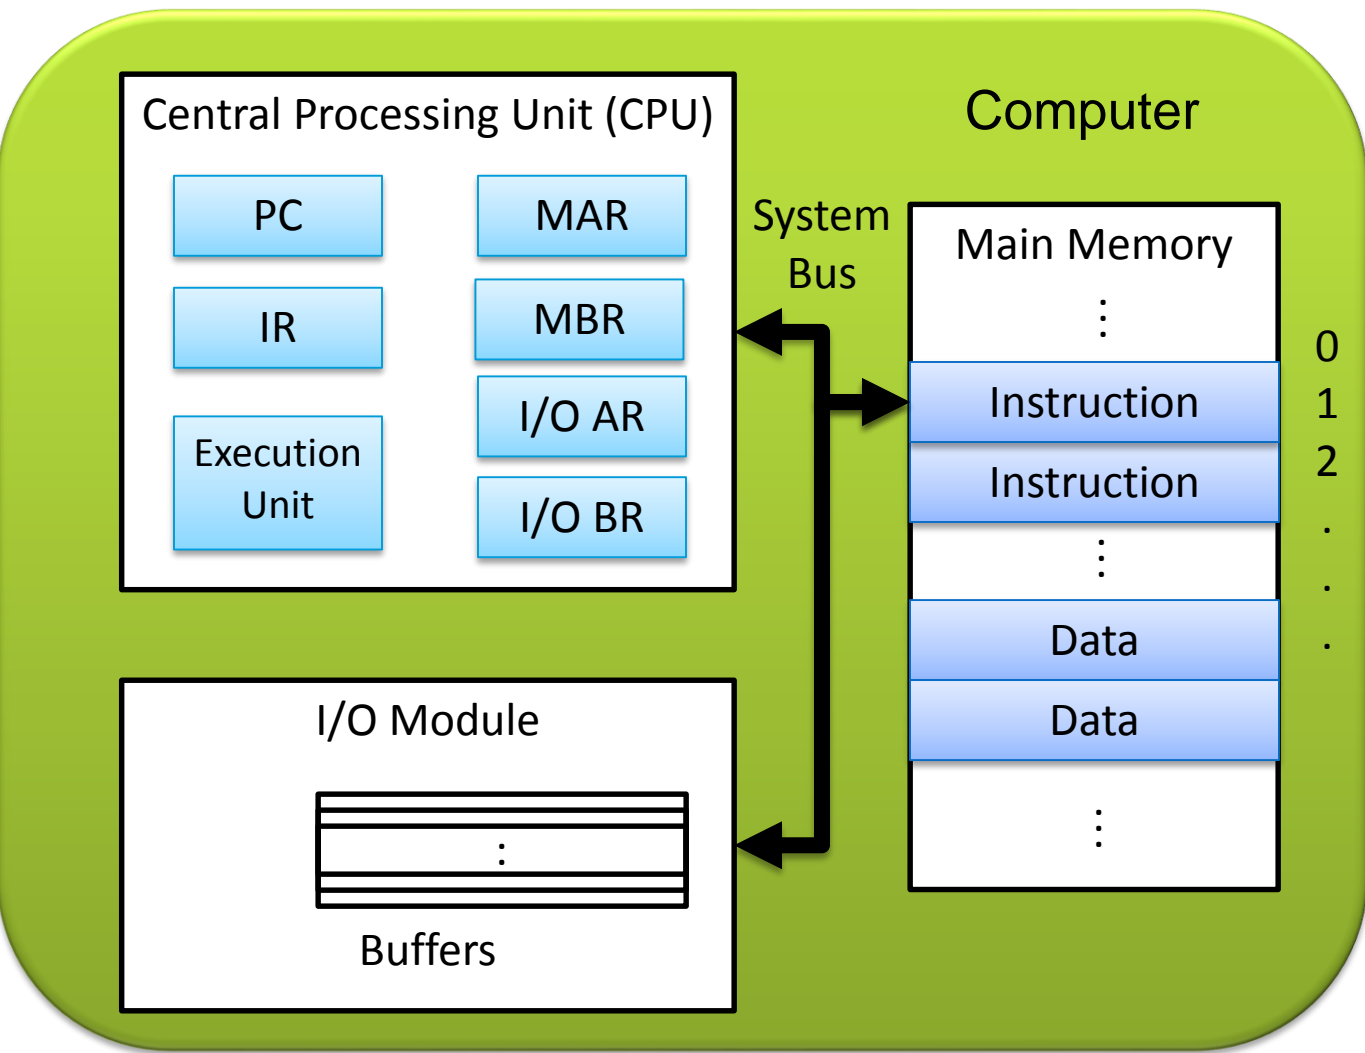 Central Processing Unit (CPU)
PC
MAR
IR
MBR
I/O AR
Execution
Unit
I/O BR
Computer
System
Bus
Main Memory
⋮
Instruction
Instruction
⋮
Data
Data
⋮
0
1
2
.
.
.
I/O Module
:
Buffers